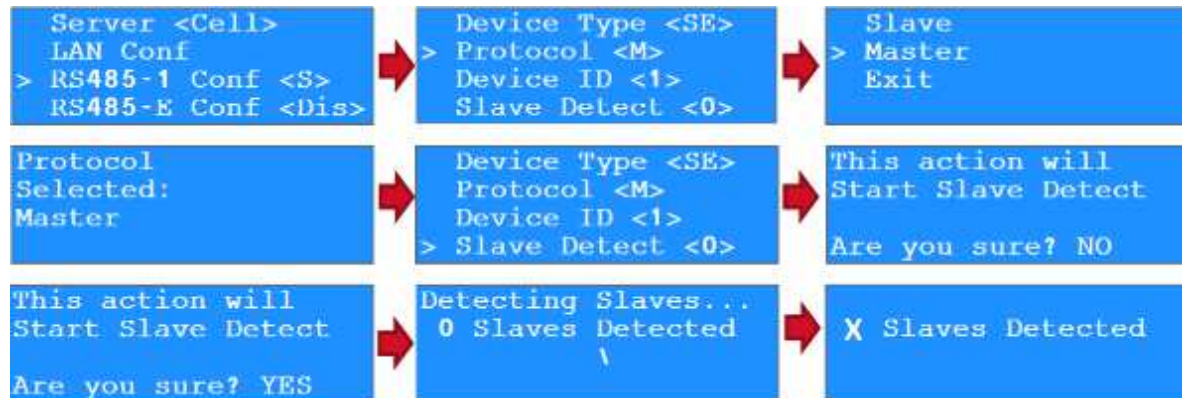 Server <Cell>
LAN Conf
> RS485-1 Conf <S>
RS485-E Conf <Dis>
Device Type <SE>
> Protocol <M>
Device ID <1>
Slave Detect <0>
Slave
> Master
Exit
Protocol
Selected:
Master
Device Type <SE>
Protocol <M>
Device ID <1>
> Slave Detect <0>
This action will
Start Slave Detect
Are you sure? NO
This action will
Start Slave Detect
Are you sure? YES
Detecting Slaves...
0 Slaves Detected
\
X Slaves Detected